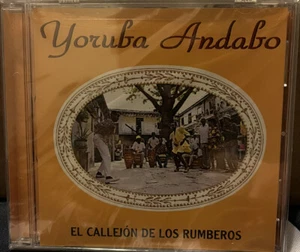 Yoruba Andabo
EL CALLEJÓN DE LOS RUMBEROS